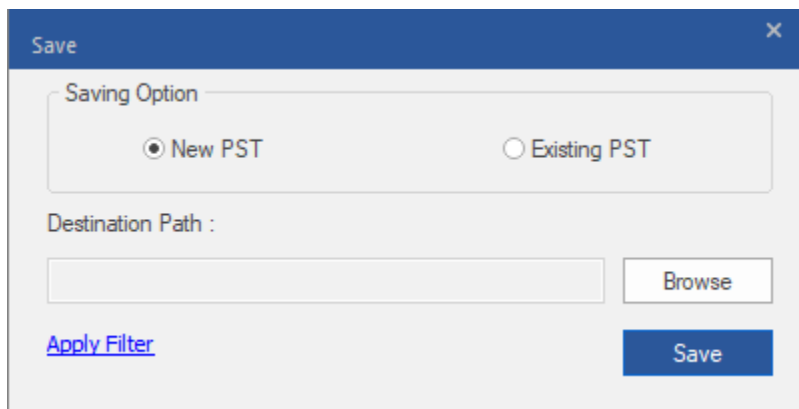 Save
Saving Option
New PST Existing PST
Destination Path :
Browse
Apply Filter
Save